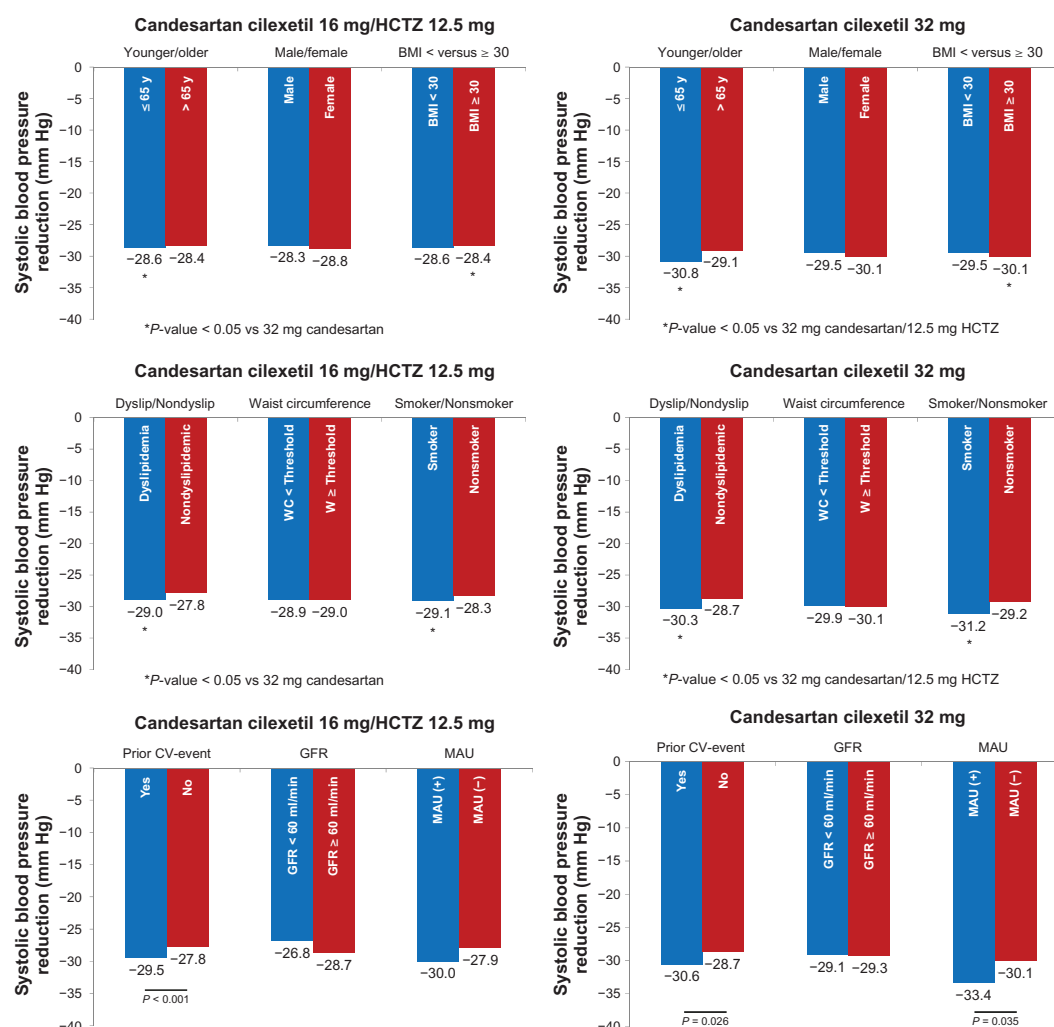 Candesartan cilexetil 16 mg/HCTZ 12.5 mg
Younger/older Male/female BMI < versus ≥ 30
Systolic blood pressure
reduction (mm Hg)
0
−5
−10
−15
−20
−25
−30
−35
−40
≤ 65 y
> 65 y
Male
Female
BMI < 30
BMI ≥ 30
−28.6 −28.4 −28.3 −28.8 −28.6 −28.4
* *
*P-value < 0.05 vs 32 mg candesartan
Candesartan cilexetil 32 mg
Younger/older Male/female BMI < versus ≥ 30
Systolic blood pressure
reduction (mm Hg)
0
−5
−10
−15
−20
−25
−30
−35
−40
≤ 65 y
> 65 y
Male
Female
BMI < 30
BMI ≥ 30
−30.8 −29.1 −29.5 −30.1 −29.5 −30.1
* *
*P-value < 0.05 vs 32 mg candesartan/12.5 mg HCTZ
Candesartan cilexetil 16 mg/HCTZ 12.5 mg
Dyslip/Nondyslip Waist circumference Smoker/Nonsmoker
Systolic blood pressure
reduction (mm Hg)
0
−5
−10
−15
−20
−25
−30
−35
−40
Dyslipidemia
Nondyslipidemic
WC < Threshold
W ≥ Threshold
Smoker
Nonsmoker
−29.0 −27.8 −28.9 −29.0 −29.1 −28.3
* *
*P-value < 0.05 vs 32 mg candesartan
Candesartan cilexetil 32 mg
Dyslip/Nondyslip Waist circumference Smoker/Nonsmoker
Systolic blood pressure
reduction (mm Hg)
0
−5
−10
−15
−20
−25
−30
−35
−40
Dyslipidemia
Nondyslipidemic
WC < Threshold
W ≥ Threshold
Smoker
Nonsmoker
−30.3 −28.7 −29.9 −30.1 −31.2 −29.2
* *
*P-value < 0.05 vs 32 mg candesartan/12.5 mg HCTZ
Candesartan cilexetil 16 mg/HCTZ 12.5 mg
Prior CV-event GFR MAU
Systolic blood pressure
reduction (mm Hg)
0
−5
−10
−15
−20
−25
−30
−35
−40
Yes
No
GFR < 60 ml/min
GFR ≥ 60 ml/min
MAU (+)
MAU (−)
−29.5 −27.8 −26.8 −28.7 −30.0 −27.9
P < 0.001
Candesartan cilexetil 32 mg
Prior CV-event GFR MAU
Systolic blood pressure
reduction (mm Hg)
0
−5
−10
−15
−20
−25
−30
−35
−40
Yes
No
GFR < 60 ml/min
GFR ≥ 60 ml/min
MAU (+)
MAU (−)
−30.6 −28.7 −29.1 −29.3 −33.4 −30.1
P = 0.026 P = 0.035